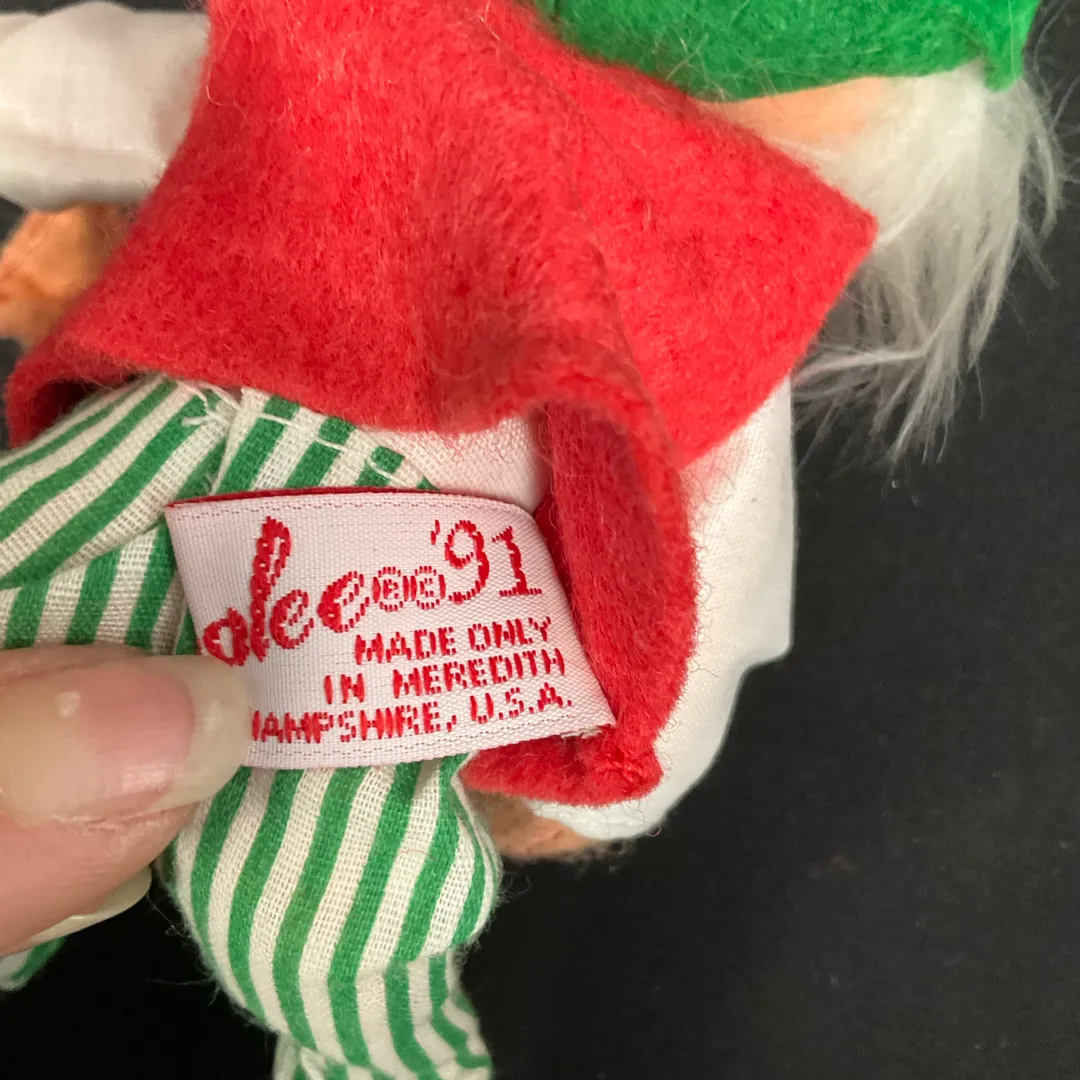 alee®© '91
MADE ONLY
IN MEREDITH
HAMPSHIRE, U.S.A.